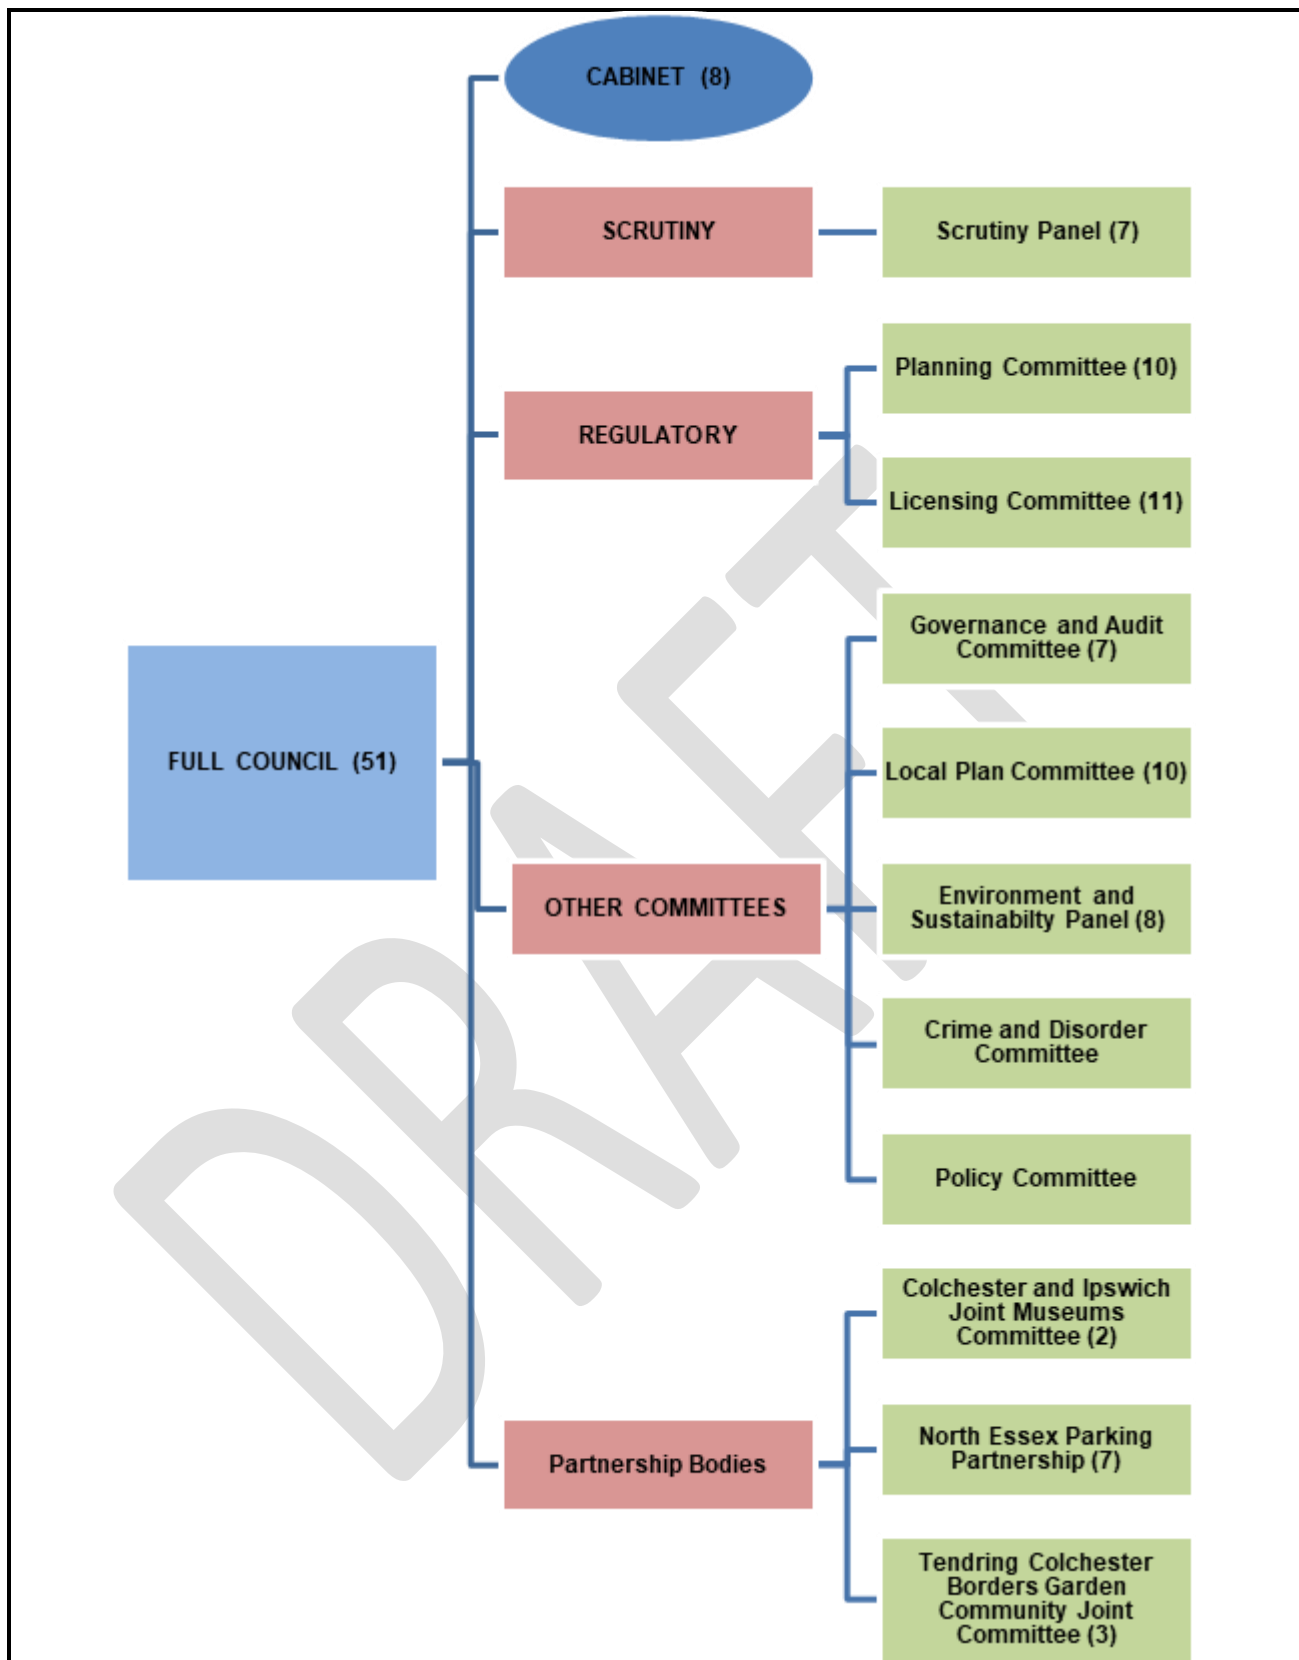 CABINET (8)
SCRUTINY
Scrutiny Panel (7)
REGULATORY
Planning Committee (10)
Licensing Committee (11)
FULL COUNCIL (51)
OTHER COMMITTEES
Governance and Audit
Committee (7)
Local Plan Committee (10)
Environment and
Sustainabilty Panel (8)
Crime and Disorder
Committee
Policy Committee
Partnership Bodies
Colchester and Ipswich
Joint Museums
Committee (2)
North Essex Parking
Partnership (7)
Tendring Colchester
Borders Garden
Community Joint
Committee (3)
DRAFT